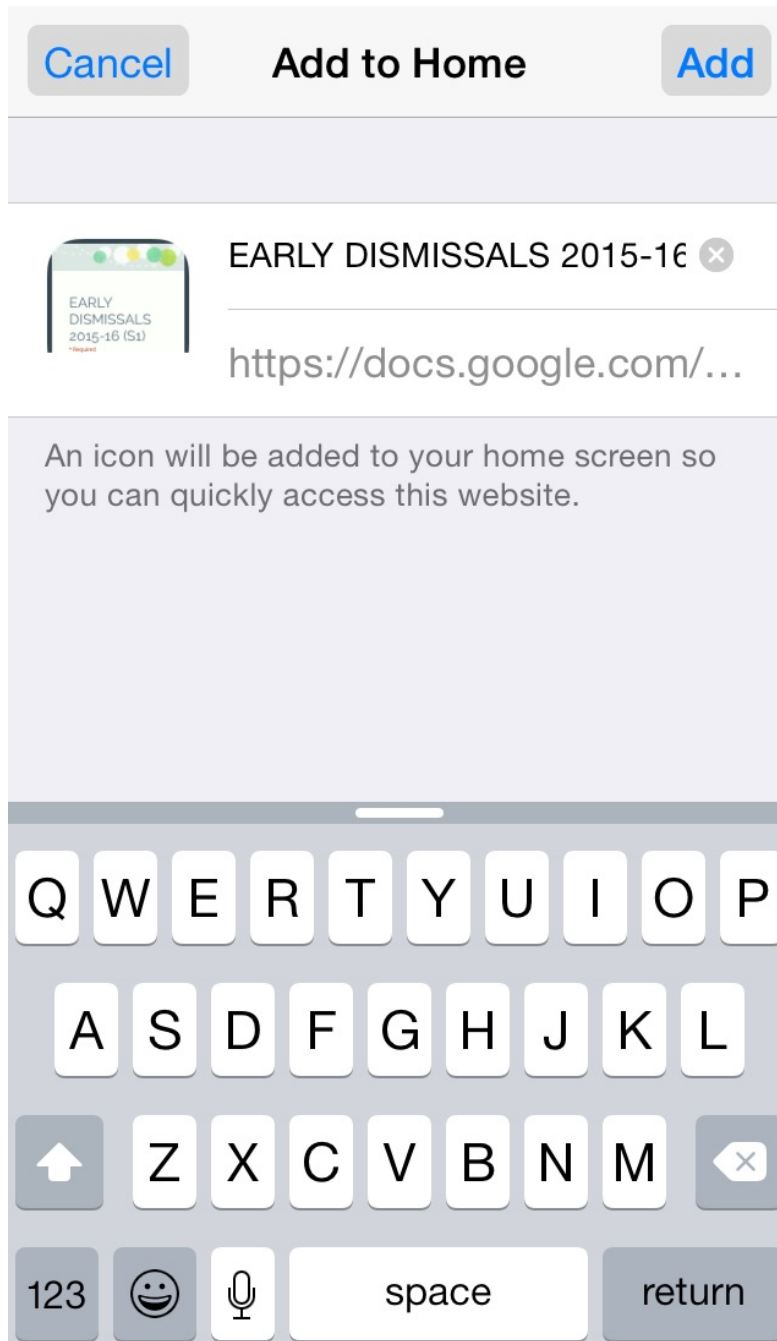 Cancel Add to Home Add
EARLY DISMISSALS 2015-16
EARLY
DISMISSALS
2015-16 (S1)
* Required
https://docs.google.com/...
An icon will be added to your home screen so
you can quickly access this website.
Q W E R T Y U I O P
A S D F G H J K L
Z X C V B N M
123 space return